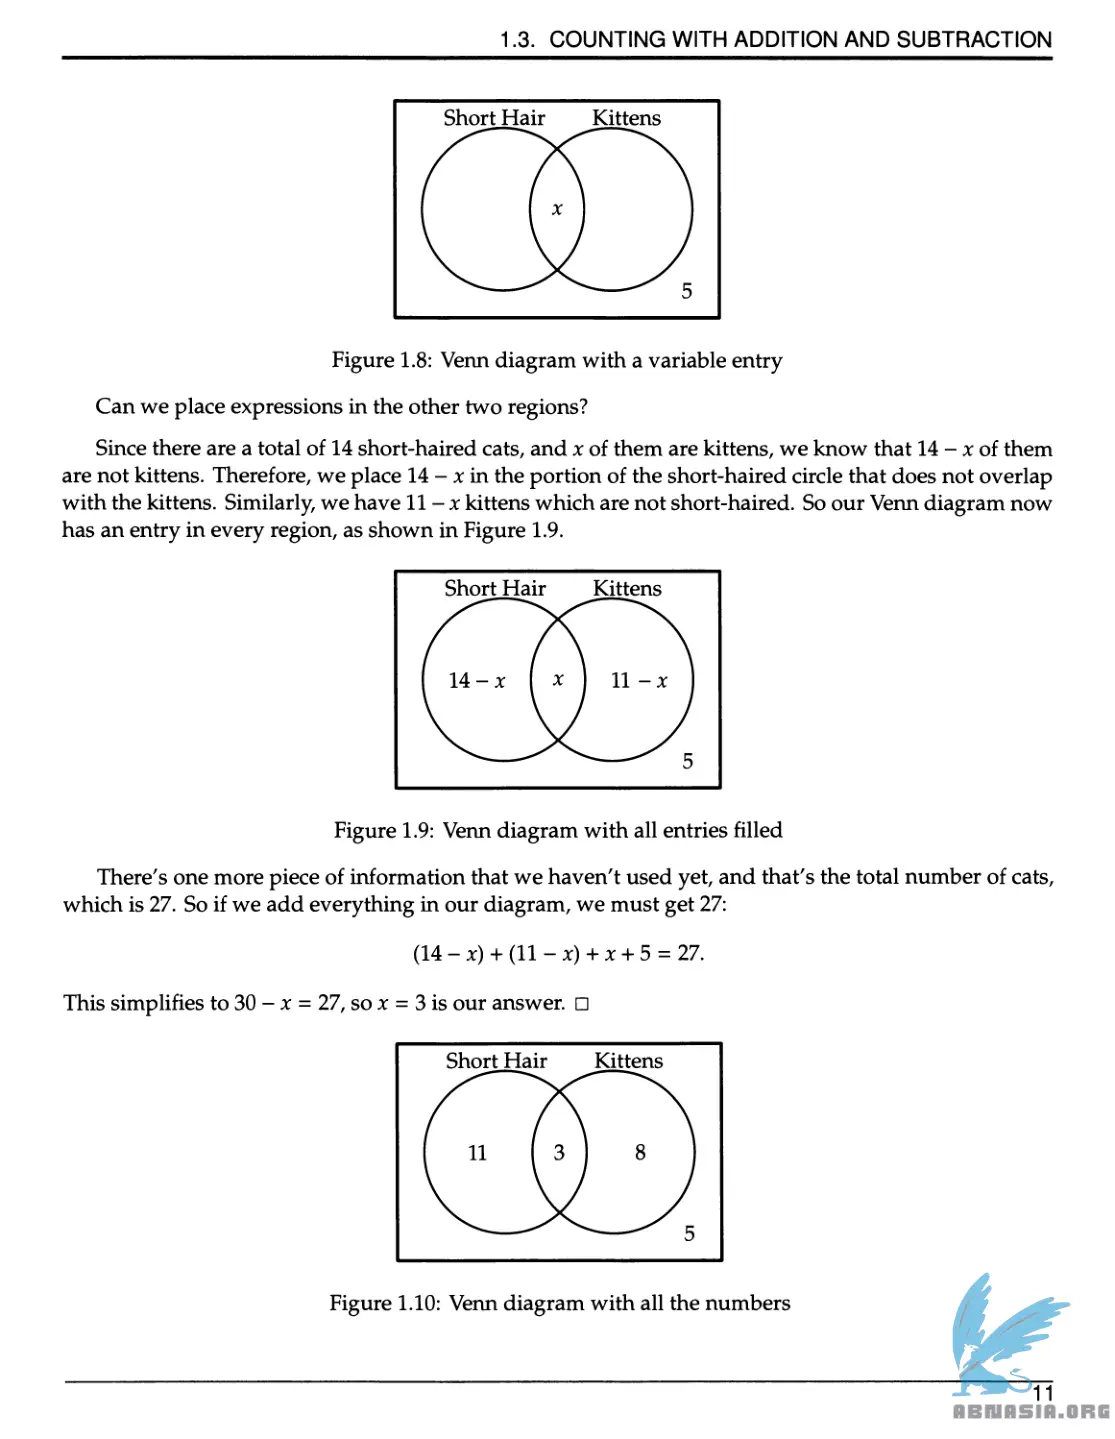 1.3. COUNTING WITH ADDITION AND SUBTRACTION
Short Hair Kittens
x
5
Figure 1.8: Venn diagram with a variable entry
Can we place expressions in the other two regions?
Since there are a total of 14 short-haired cats, and x of them are kittens, we know that 14 – x of them
are not kittens. Therefore, we place 14 – x in the portion of the short-haired circle that does not overlap
with the kittens. Similarly, we have 11 – x kittens which are not short-haired. So our Venn diagram now
has an entry in every region, as shown in Figure 1.9.
Short Hair Kittens
14 – x x 11 – x
5
Figure 1.9: Venn diagram with all entries filled
There's one more piece of information that we haven't used yet, and that's the total number of cats,
which is 27. So if we add everything in our diagram, we must get 27:
(14 – x) + (11 – x) + x + 5 = 27.
This simplifies to 30 – x = 27, so x = 3 is our answer. □
Short Hair Kittens
11 3 8
5
Figure 1.10: Venn diagram with all the numbers
11
ABNASIA.ORG